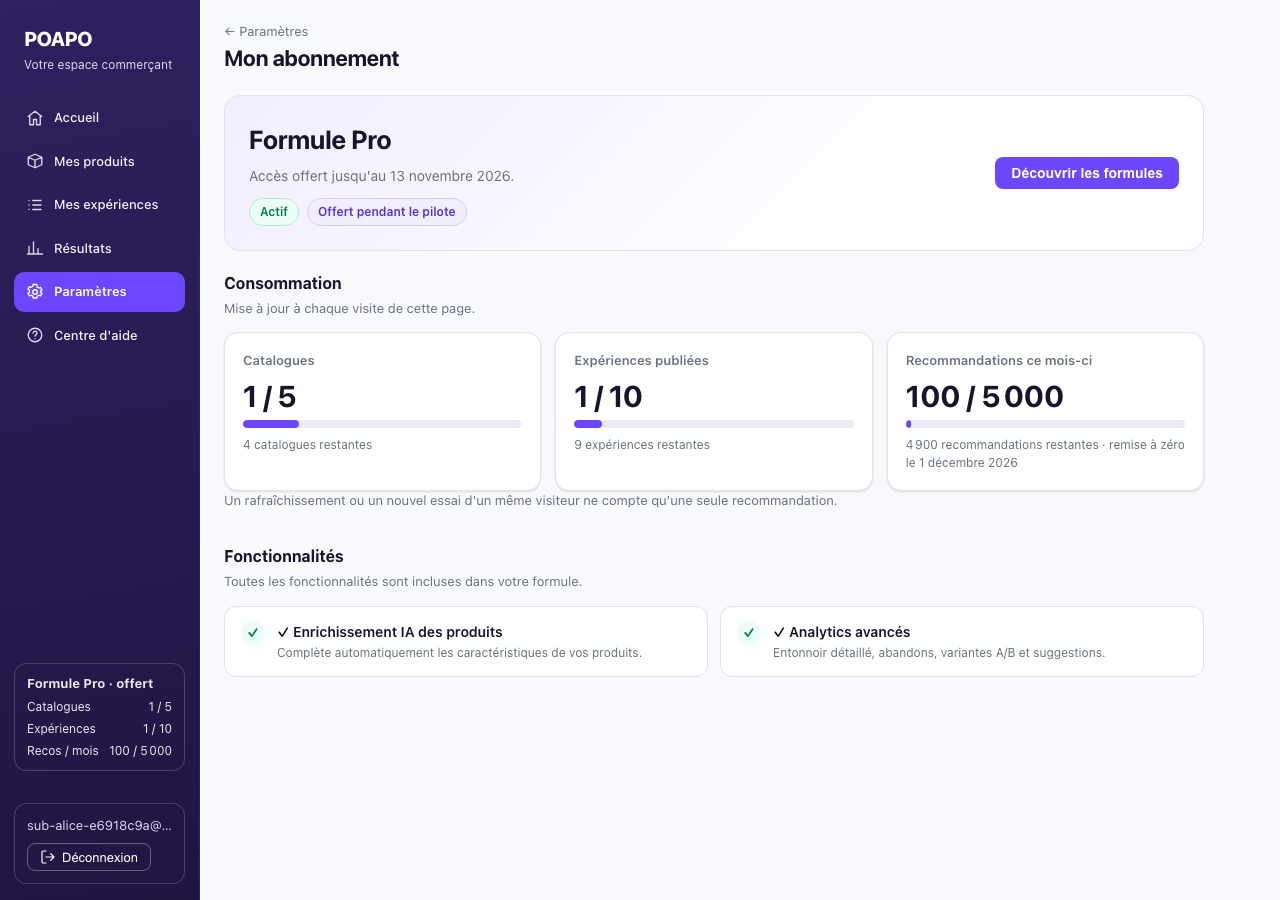 POAPO
Votre espace commerçant
Accueil
Mes produits
Mes expériences
Résultats
Paramètres
Centre d'aide
Formule Pro · offert
Catalogues 1 / 5
Expériences 1 / 10
Recos / mois 100 / 5 000
sub-alice-e6918c9a@...
Déconnexion
← Paramètres
Mon abonnement
Formule Pro
Accès offert jusqu'au 13 novembre 2026.
Actif
Offert pendant le pilote
Découvrir les formules
Consommation
Mise à jour à chaque visite de cette page.
Catalogues
1 / 5
4 catalogues restantes
Expériences publiées
1 / 10
9 expériences restantes
Recommandations ce mois-ci
100 / 5 000
4 900 recommandations restantes · remise à zéro
le 1 décembre 2026
Un rafraîchissement ou un nouvel essai d'un même visiteur ne compte qu'une seule recommandation.
Fonctionnalités
Toutes les fonctionnalités sont incluses dans votre formule.
✓ Enrichissement IA des produits
Complète automatiquement les caractéristiques de vos produits.
✓ Analytics avancés
Entonnoir détaillé, abandons, variantes A/B et suggestions.